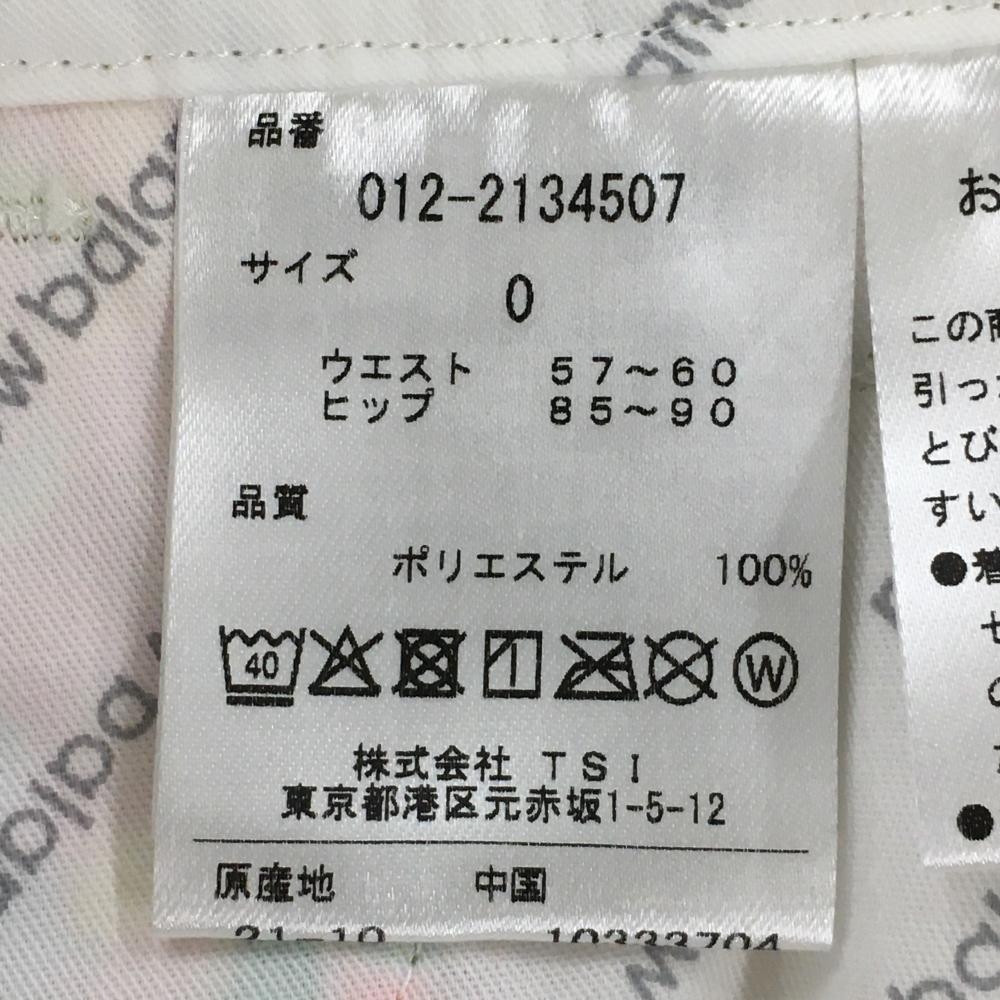 品番
012-2134507
サイズ
0
ウエスト 57～60
ヒップ 85～90
品質
ポリエステル 100%
40
W
株式会社 TSI
東京都港区元赤坂1-5-12
原産地 中国
お
この
引っ
とび
すい
●着
●
w balan
balan